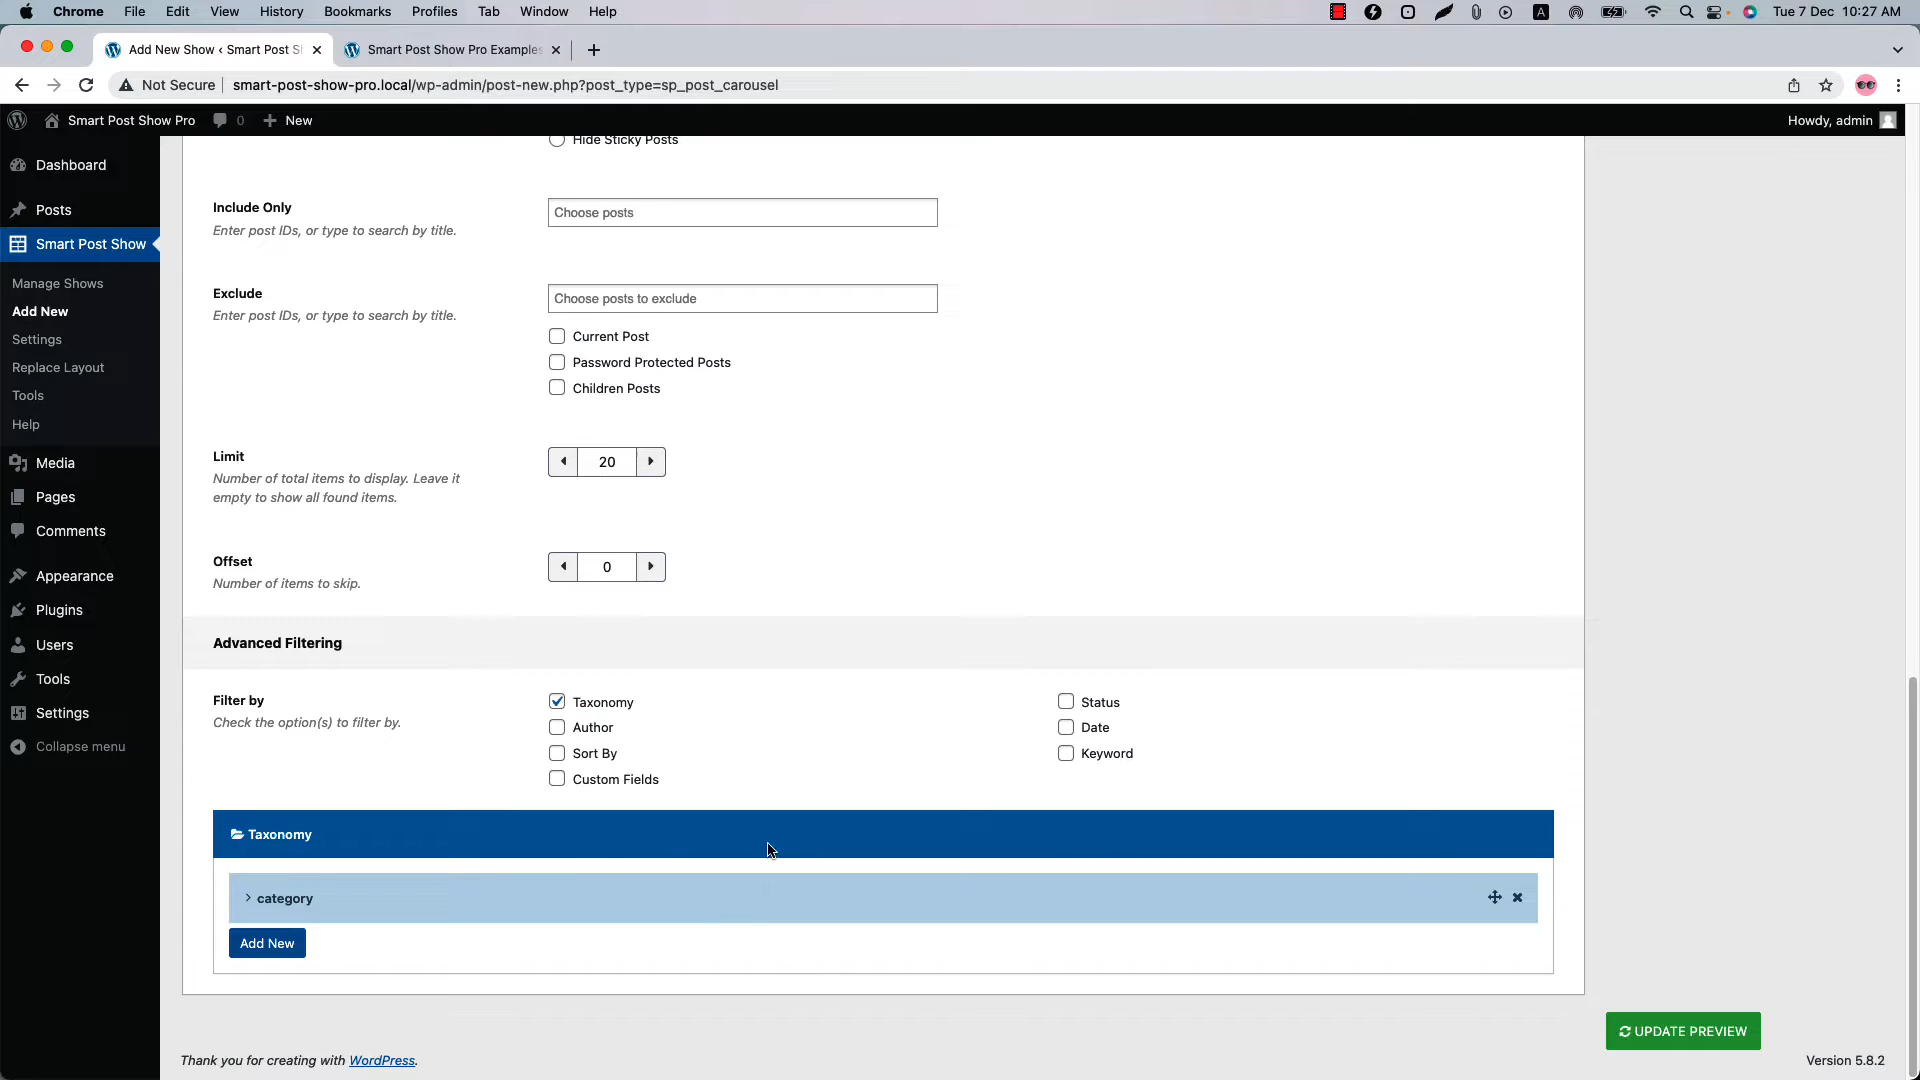 Chrome File Edit View History Bookmarks Profiles Tab Window Help A Tue 7 Dec 10:27 AM
Add New Show ‹ Smart Post S
Smart Post Show Pro Examples
Not Secure smart-post-show-pro.local/wp-admin/post-new.php?post_type=sp_post_carousel
Smart Post Show Pro 0 New Howdy, admin
Dashboard
Posts
Smart Post Show
Manage Shows
Add New
Settings
Replace Layout
Tools
Help
Media
Pages
Comments
Appearance
Plugins
Users
Tools
Settings
Collapse menu
Hide Sticky Posts
Include Only
Enter post IDs, or type to search by title.
Choose posts
Exclude
Enter post IDs, or type to search by title.
Choose posts to exclude
Current Post
Password Protected Posts
Children Posts
Limit
Number of total items to display. Leave it
empty to show all found items.
20
Offset
Number of items to skip.
0
Advanced Filtering
Filter by
Check the option(s) to filter by.
Taxonomy
Author
Sort By
Custom Fields
Status
Date
Keyword
Taxonomy
category
Add New
UPDATE PREVIEW
Thank you for creating with WordPress.
Version 5.8.2